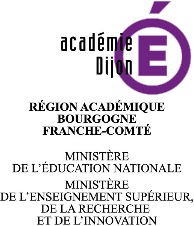 académie
Dijon
É
RÉGION ACADÉMIQUE
BOURGOGNE
FRANCHE-COMTÉ
MINISTÈRE
DE L'ÉDUCATION NATIONALE
MINISTÈRE
DE L'ENSEIGNEMENT SUPÉRIEUR,
DE LA RECHERCHE
ET DE L'INNOVATION